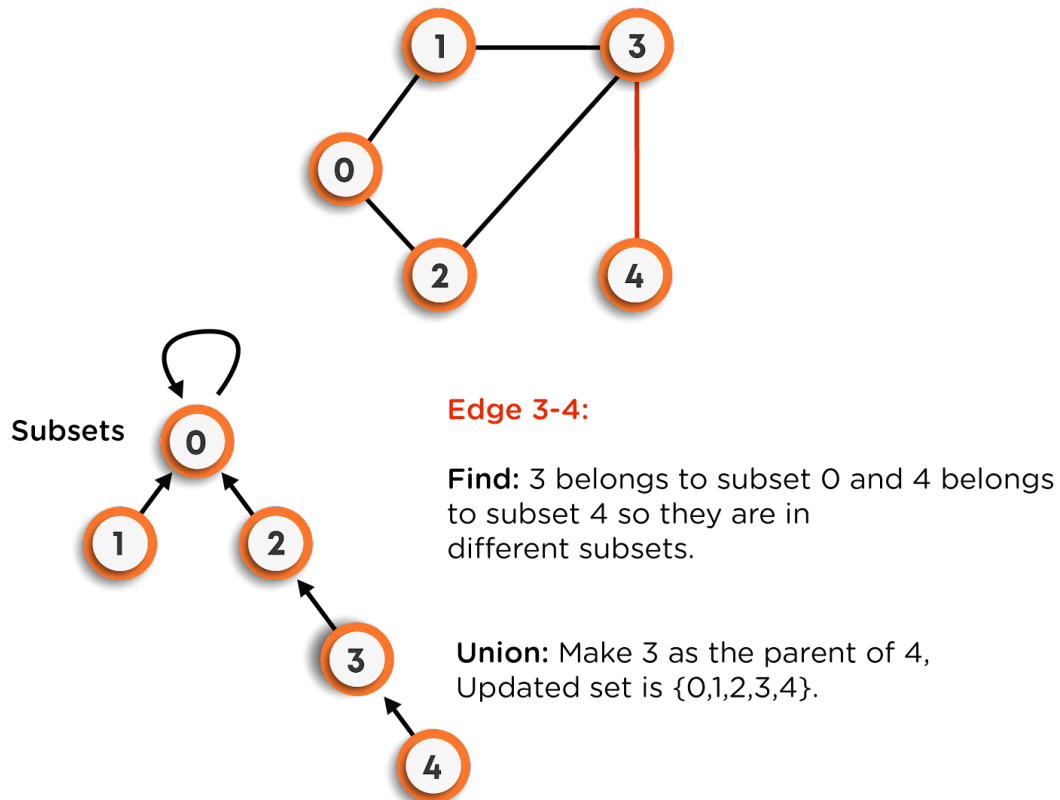 1
3
0
2
4
Subsets
0
1
2
3
4
Edge 3-4:
Find: 3 belongs to subset 0 and 4 belongs
to subset 4 so they are in
different subsets.
Union: Make 3 as the parent of 4,
Updated set is {0,1,2,3,4}.